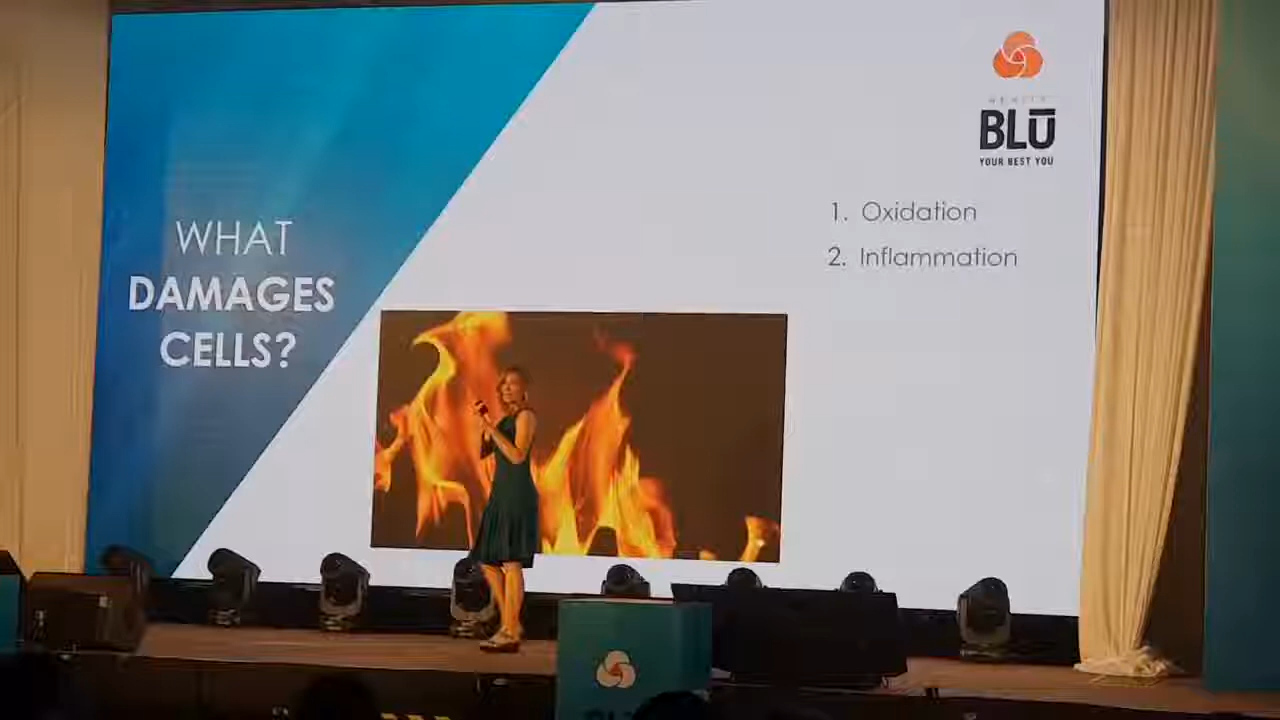 WHAT
DAMAGES
CELLS?
BLŪ
YOUR BEST YOU
1. Oxidation
2. Inflammation